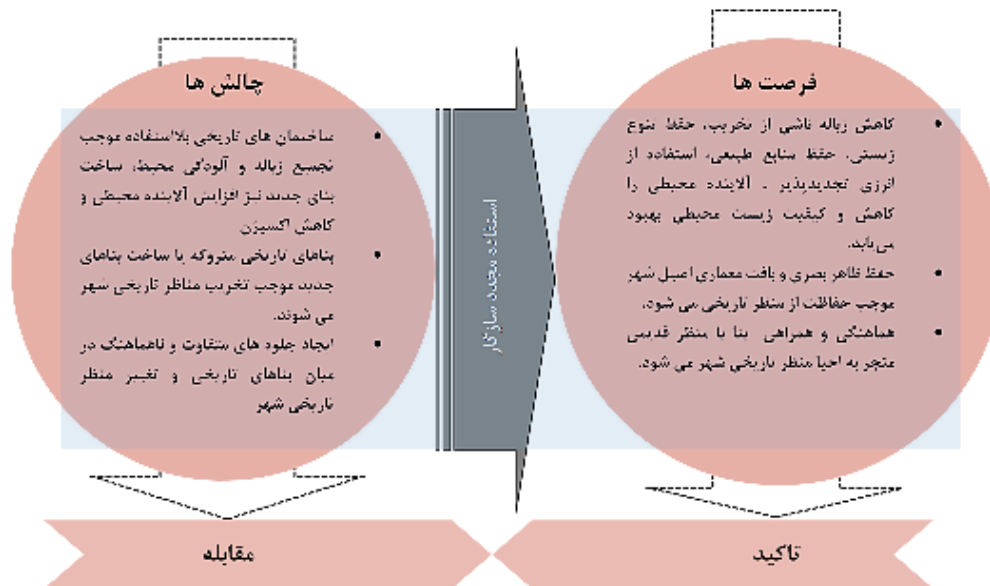 چالش ها
ساختمان های تاریخی بلااستفاده موجب
تجمیع زباله و آلودگی محیط، ساخت
بنای جدید نیز افزایش آلاینده محیطی و
کاهش اکسیژن
بناهای تاریخی متروکه یا ساخت بناهای
جدید موجب تخریب مناظر تاریخی شهر
می شوند.
ایجاد جلوه های متفاوت و ناهماهنگ در
میان بناهای تاریخی و تغییر منظر
تاریخی شهر
مقابله
استفاده مجدد سازگار
فرصت ها
کاهش زباله ناشی از تخریب، حفظ تنوع
زیستی، حفظ منابع طبیعی، استفاده از
انرژی تجدیدپذیر . آلاینده محیطی را
کاهش و کیفیت زیست محیطی بهبود
می‌یابد.
حفظ ظاهر بصری و بافت معماری اصیل شهر
موجب حفاظت از منظر تاریخی می شود.
هماهنگی و همراهی بنا با منظر قدیمی
منجر به احیا منظر تاریخی شهر می شود.
تاکید